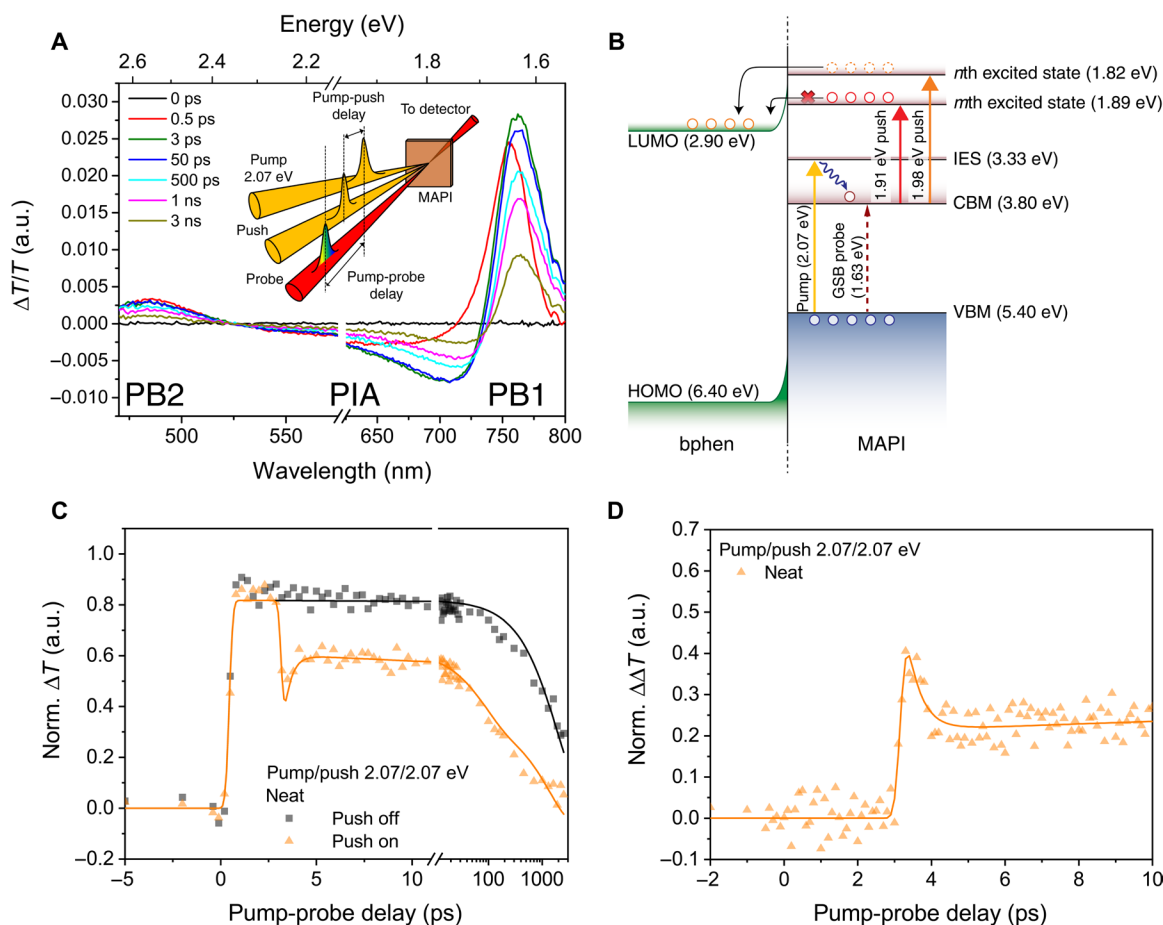 A
Energy (eV)
2.6 2.4 2.2 2.0 1.8 1.6
0.030
0.025
0.020
0.015
0.010
0.005
0.000
−0.005
−0.010
ΔT/T (a.u.)
0 ps
0.5 ps
3 ps
50 ps
500 ps
1 ns
3 ns
Pump-push
delay
To detector
Pump
2.07 eV
MAPI
Push
Probe
Pump-probe
delay
PB2 PIA PB1
500 550 650 700 750 800
Wavelength (nm)
B
nth excited state (1.82 eV)
mth excited state (1.89 eV)
LUMO (2.90 eV)
1.91 eV push
1.98 eV push
IES (3.33 eV)
CBM (3.80 eV)
Pump (2.07 eV)
GSB probe
(1.63 eV)
VBM (5.40 eV)
HOMO (6.40 eV)
bphen MAPI
C
1.0
0.8
0.6
0.4
0.2
0.0
−0.2
Norm. ΔT (a.u.)
Pump/push 2.07/2.07 eV
Neat
Push off
Push on
−5 0 5 10 100 1000
Pump-probe delay (ps)
D
0.7
0.6
0.5
0.4
0.3
0.2
0.1
0.0
−0.1
Norm. ΔΔT (a.u.)
Pump/push 2.07/2.07 eV
Neat
−2 0 2 4 6 8 10
Pump-probe delay (ps)